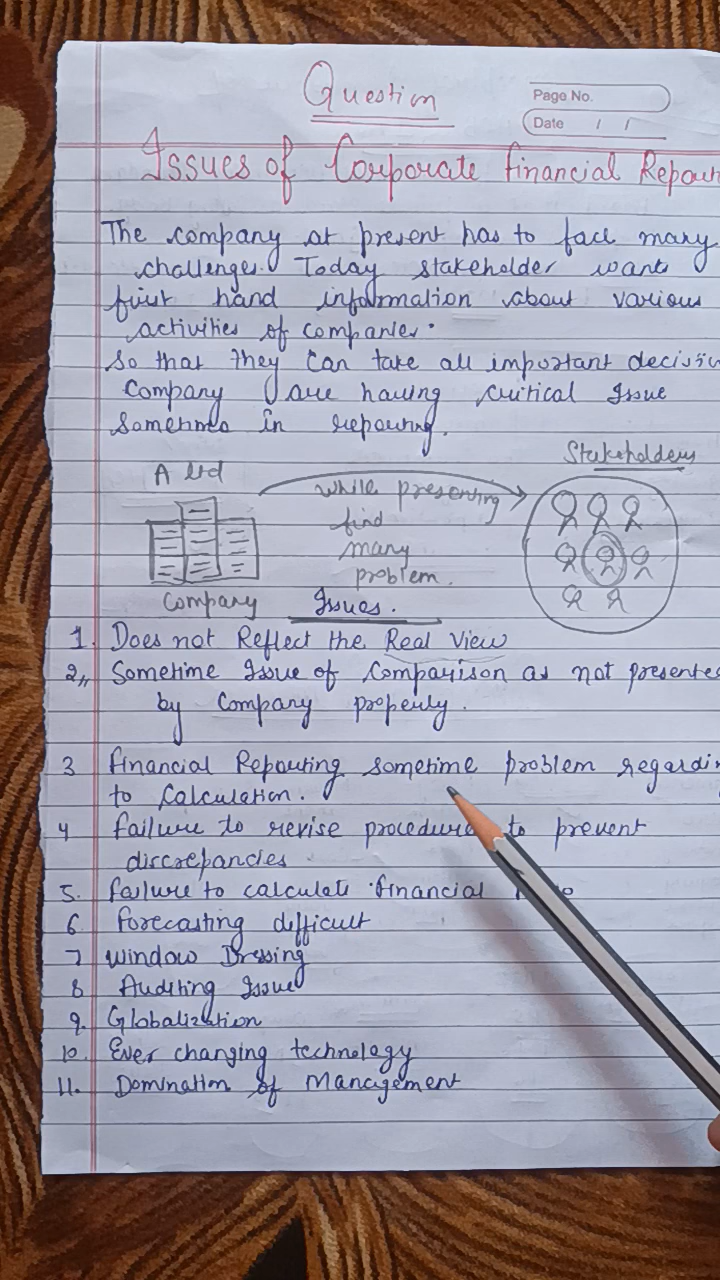 Question
Page No.
Date / /
Issues of Corporate financial
The company at present has to face many
challenges. Today stakeholder wants
first hand information about various
activities of companies.
So that they can take all important
Company are having critical Issue
Sometimes in reporting.
Stakeholders
A ltd
while presenting
find
many
problem.
Company Issues.
1. Does not Reflect the Real View
2,, Sometime Issue of Comparison as not
by Company properly.
3 financial Reporting sometime problem
to Calculation.
4 failure to revise procedure to prevent
discrepancies.
5. failure to calculate financial
6 forecasting difficult
7 Window Dressing
8 Auditing Issue
9. Globalization
10. Ever changing technology
11. Domination of Management